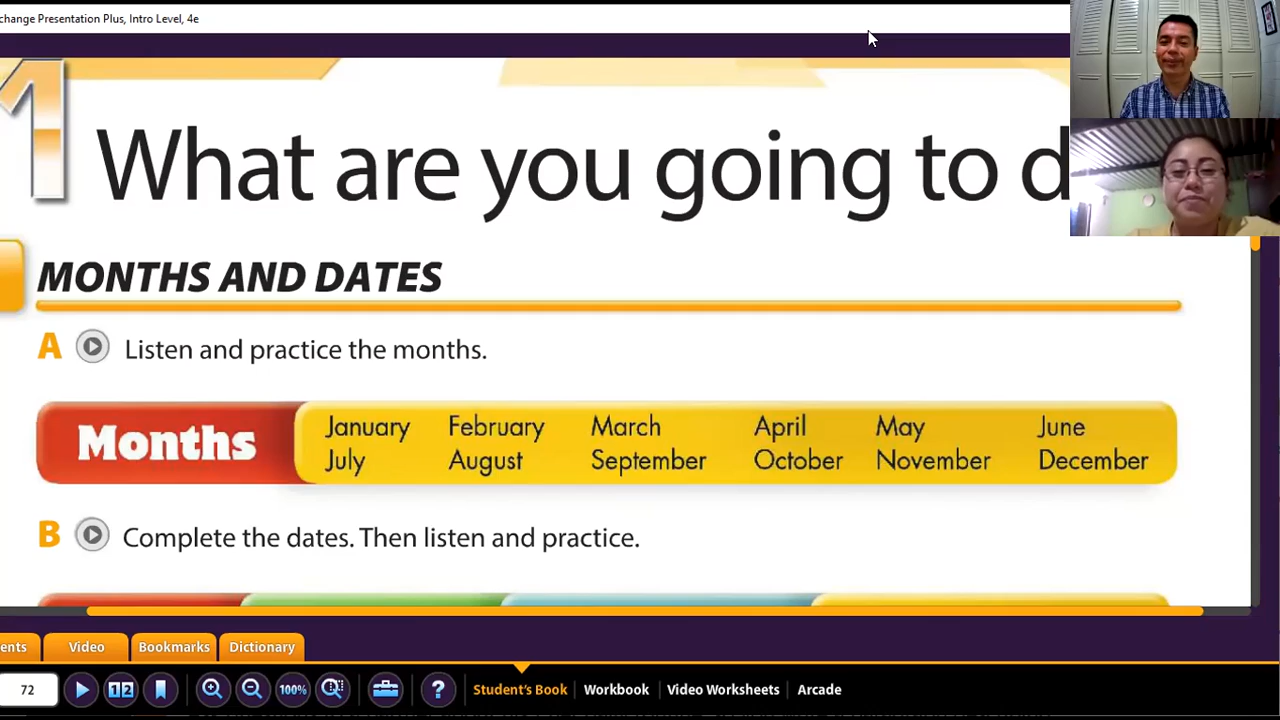 change Presentation Plus, Intro Level, 4e
1
What are you going to d
MONTHS AND DATES
A Listen and practice the months.
Months January February March April May June
July August September October November December
B Complete the dates. Then listen and practice.
ents Video Bookmarks Dictionary
72 1 2 100% ? Student's Book Workbook Video Worksheets Arcade